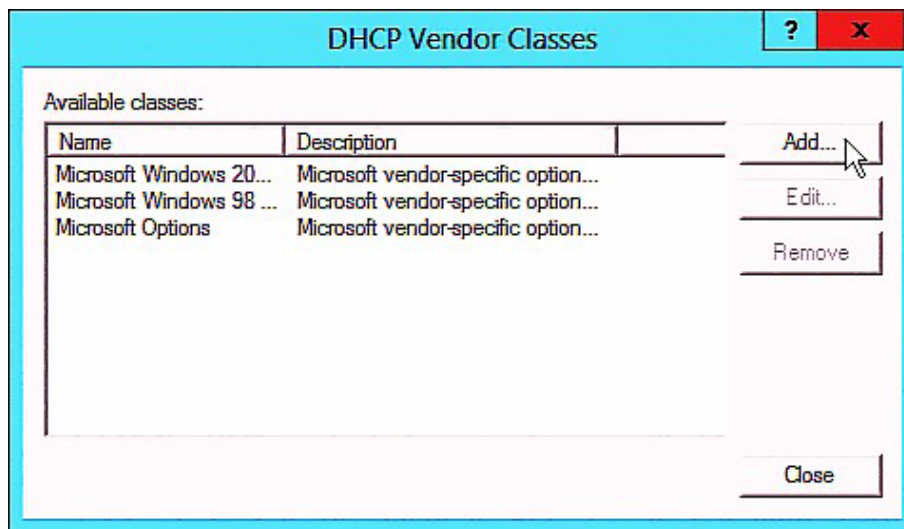 DHCP Vendor Classes
? x
Available classes:
Name Description
Microsoft Windows 20... Microsoft vendor-specific option...
Microsoft Windows 98 ... Microsoft vendor-specific option...
Microsoft Options Microsoft vendor-specific option...
Add...
Edit...
Remove
Close